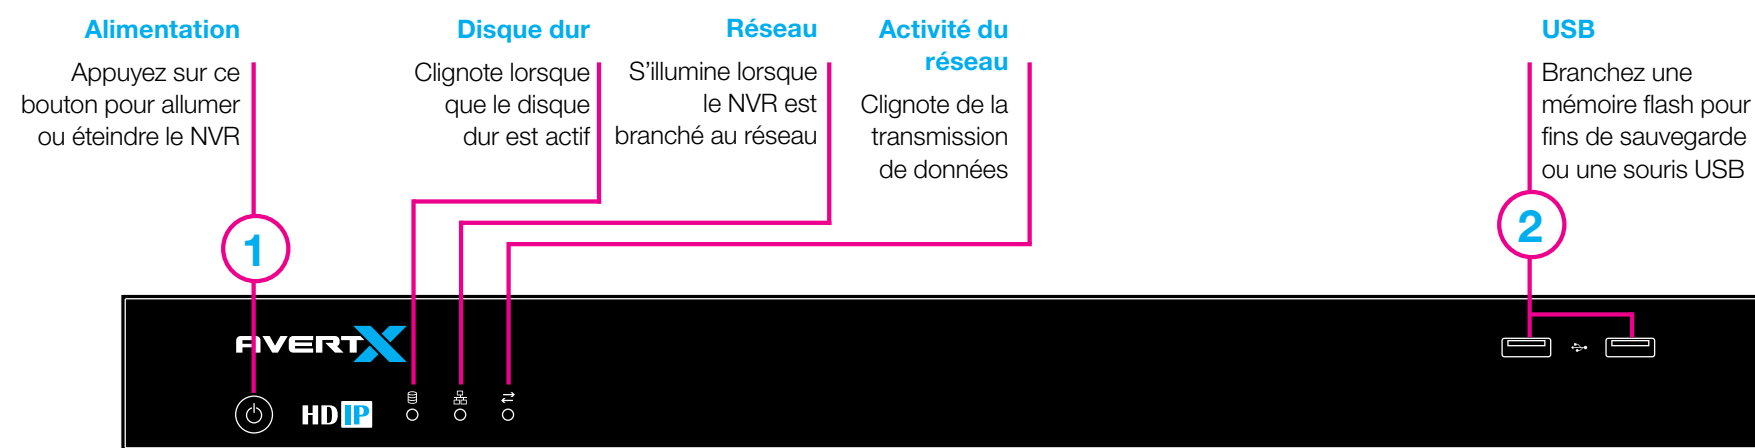 Alimentation
Appuyez sur ce
bouton pour allumer
ou éteindre le NVR
Disque dur
Clignote lorsque
que le disque
dur est actif
Réseau
S'illumine lorsque
le NVR est
branché au réseau
Activité du
réseau
Clignote de la
transmission
de données
USB
Branchez une
mémoire flash pour
fins de sauvegarde
ou une souris USB
1
2
AVERTX
HD IP